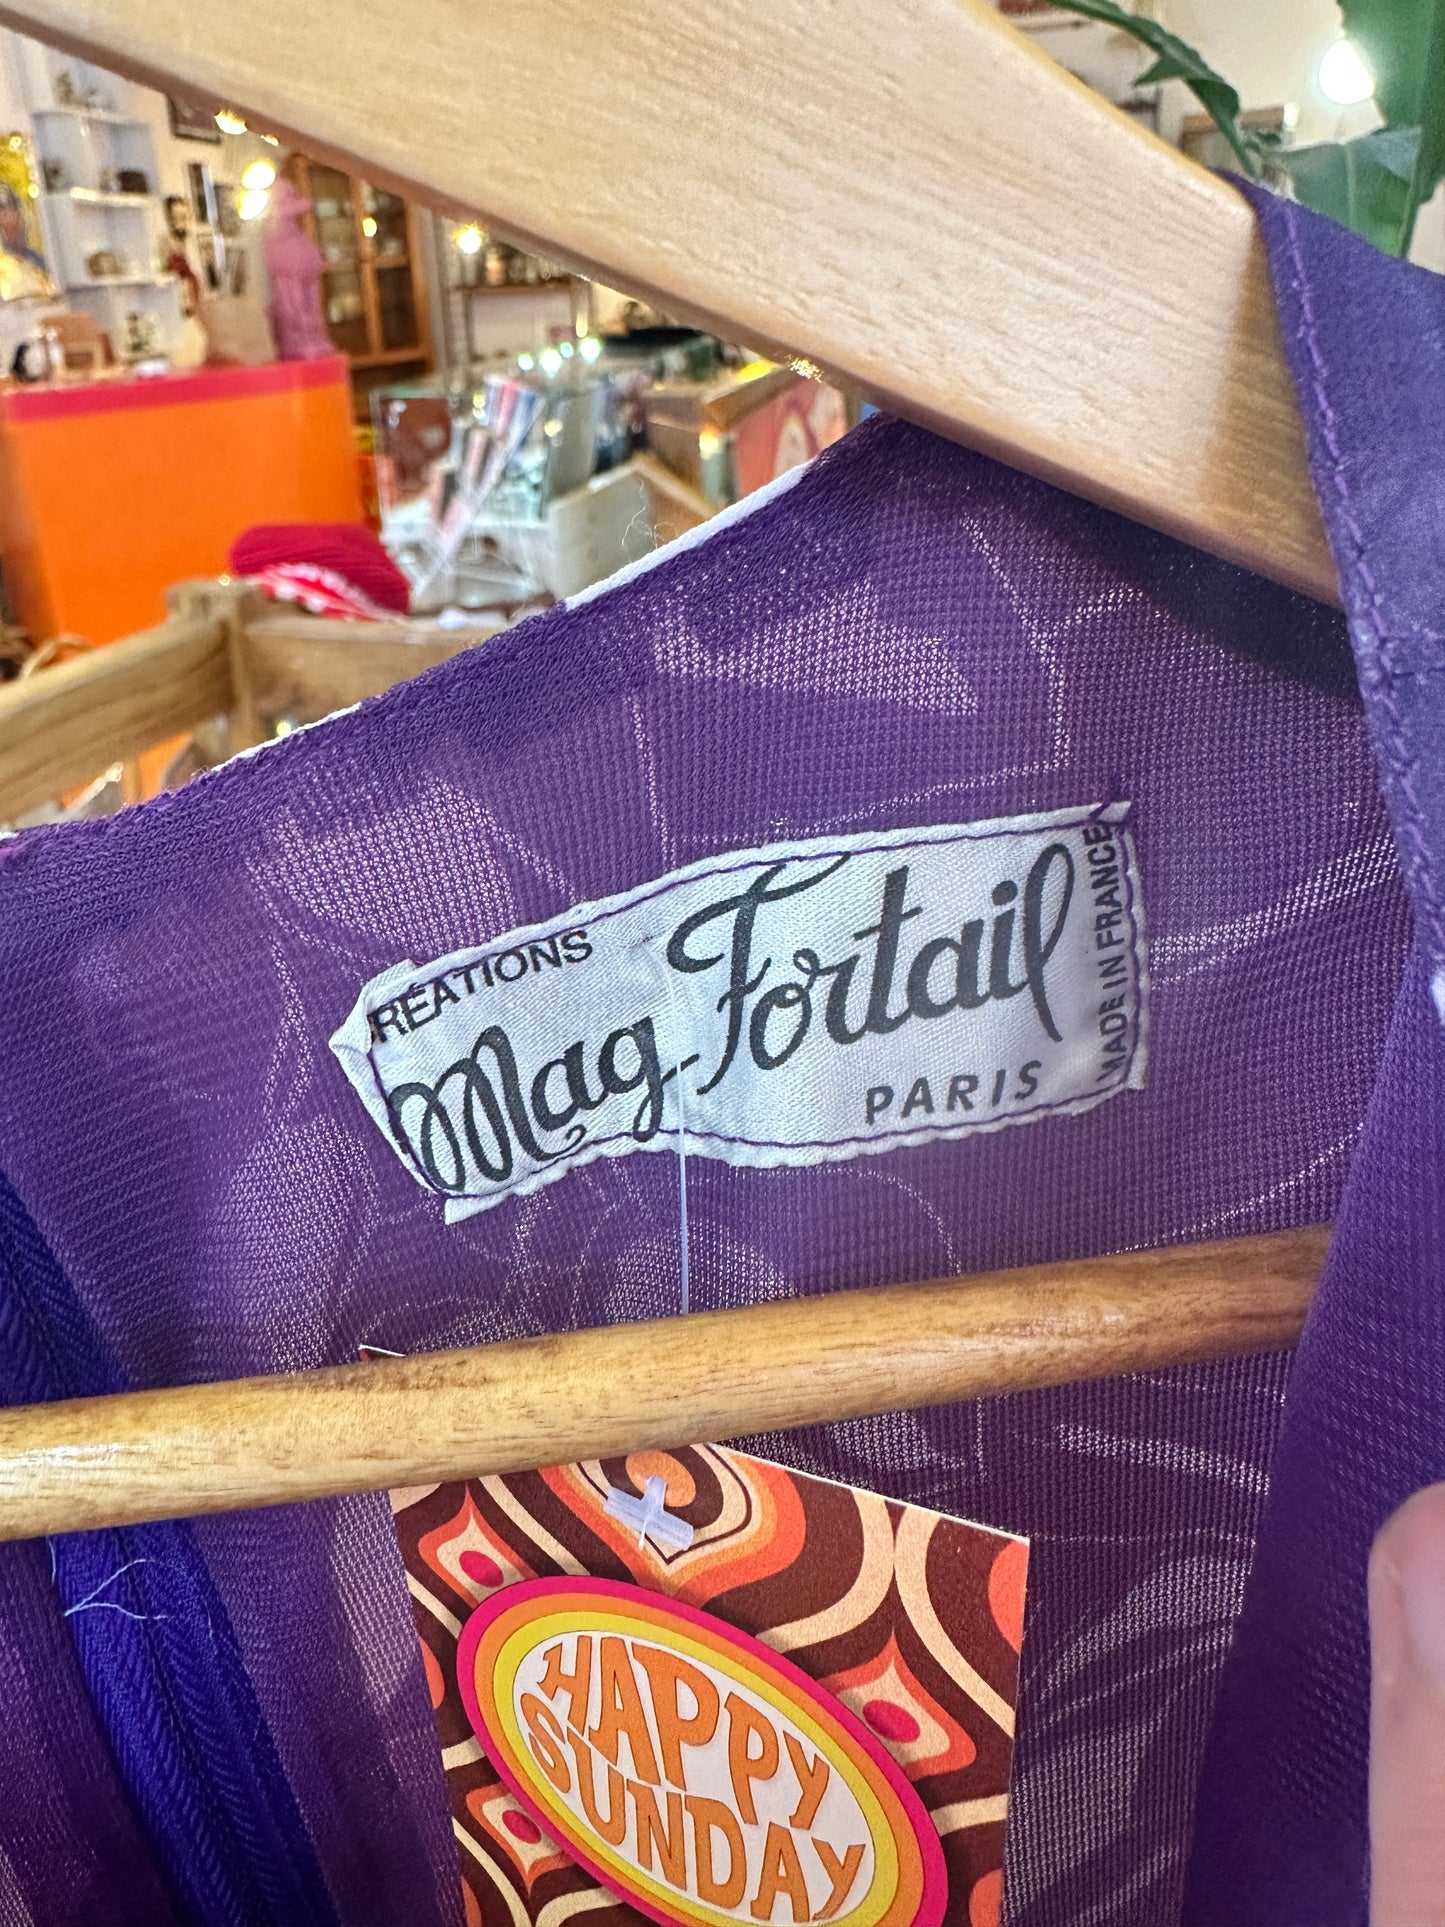 CRÉATIONS
Mag Fortail
PARIS
MADE IN FRANCE
HAPPY
SUNDAY